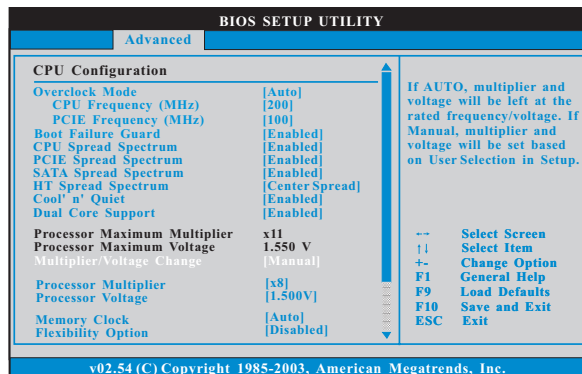 BIOS SETUP UTILITY
Advanced
CPU Configuration
Overclock Mode [Auto]
CPU Frequency (MHz) [200]
PCIE Frequency (MHz) [100]
Boot Failure Guard [Enabled]
CPU Spread Spectrum [Enabled]
PCIE Spread Spectrum [Enabled]
SATA Spread Spectrum [Enabled]
HT Spread Spectrum [Center Spread]
Cool' n' Quiet [Enabled]
Dual Core Support [Enabled]
Processor Maximum Multiplier x11
Processor Maximum Voltage 1.550 V
Multiplier/Voltage Change [Manual]
Processor Multiplier [x8]
Processor Voltage [1.500V]
Memory Clock [Auto]
Flexibility Option [Disabled]
If AUTO, multiplier and
voltage will be left at the
rated frequency/voltage. If
Manual, multiplier and
voltage will be set based
on User Selection in Setup.
←→ Select Screen
↑↓ Select Item
+- Change Option
F1 General Help
F9 Load Defaults
F10 Save and Exit
ESC Exit
v02.54 (C) Copyright 1985-2003, American Megatrends, Inc.